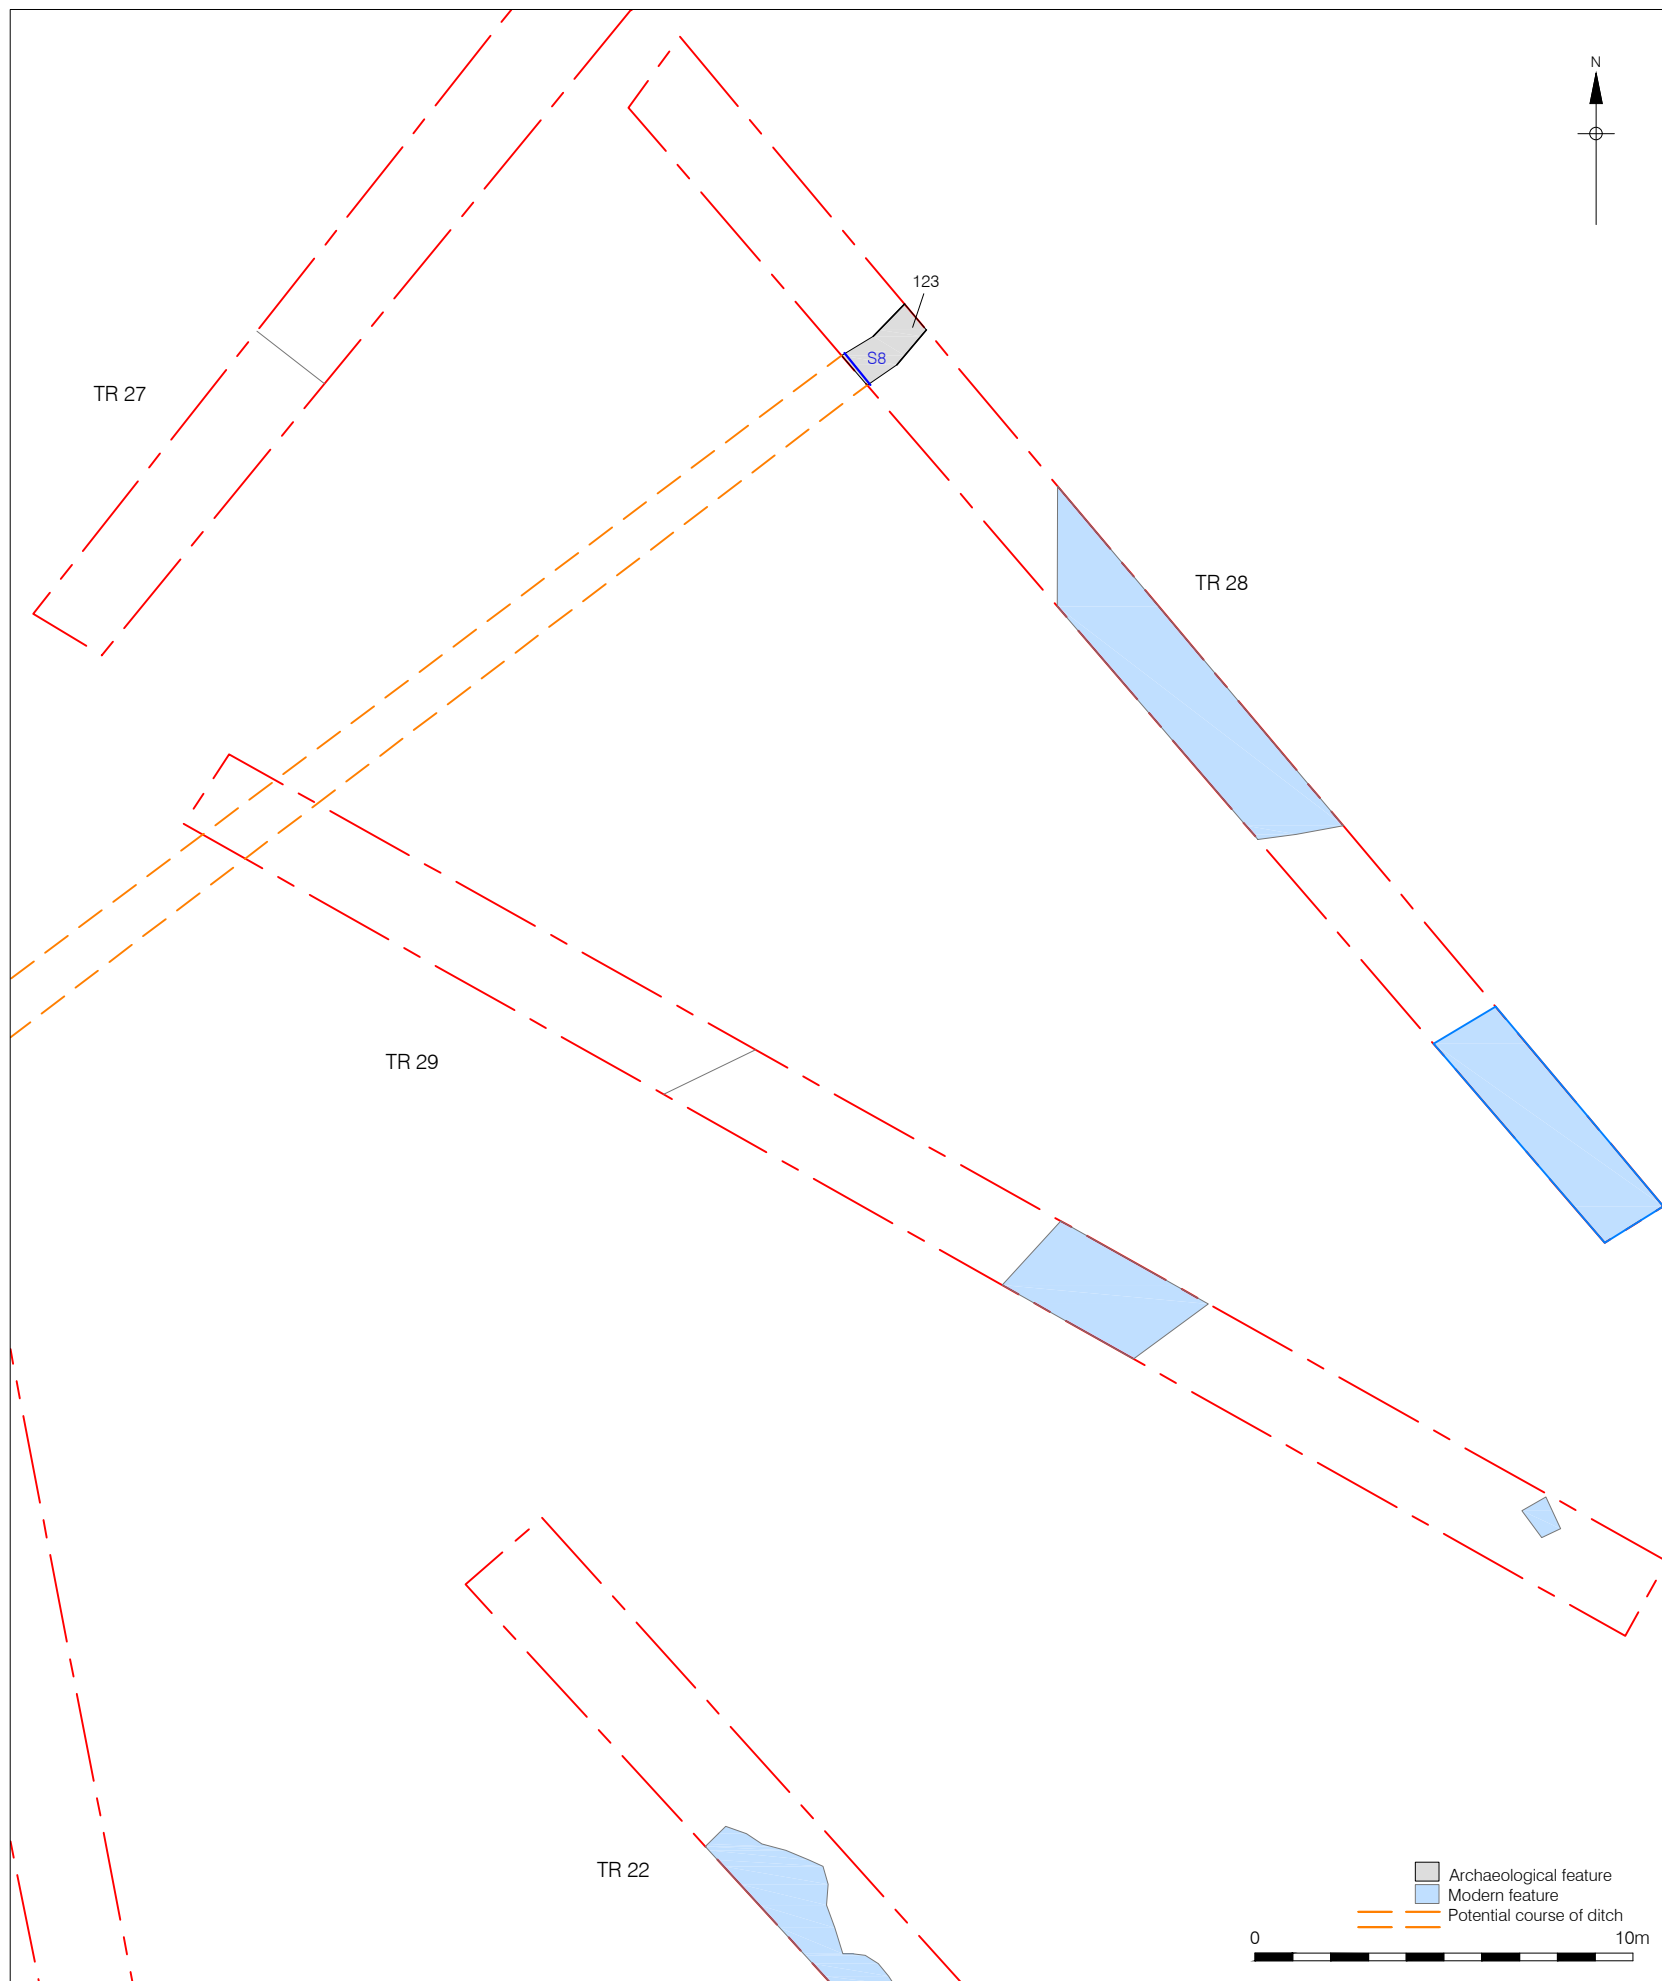 N
123
S8
TR 27
TR 28
TR 29
TR 22
Archaeological feature
Modern feature
Potential course of ditch
0 10m